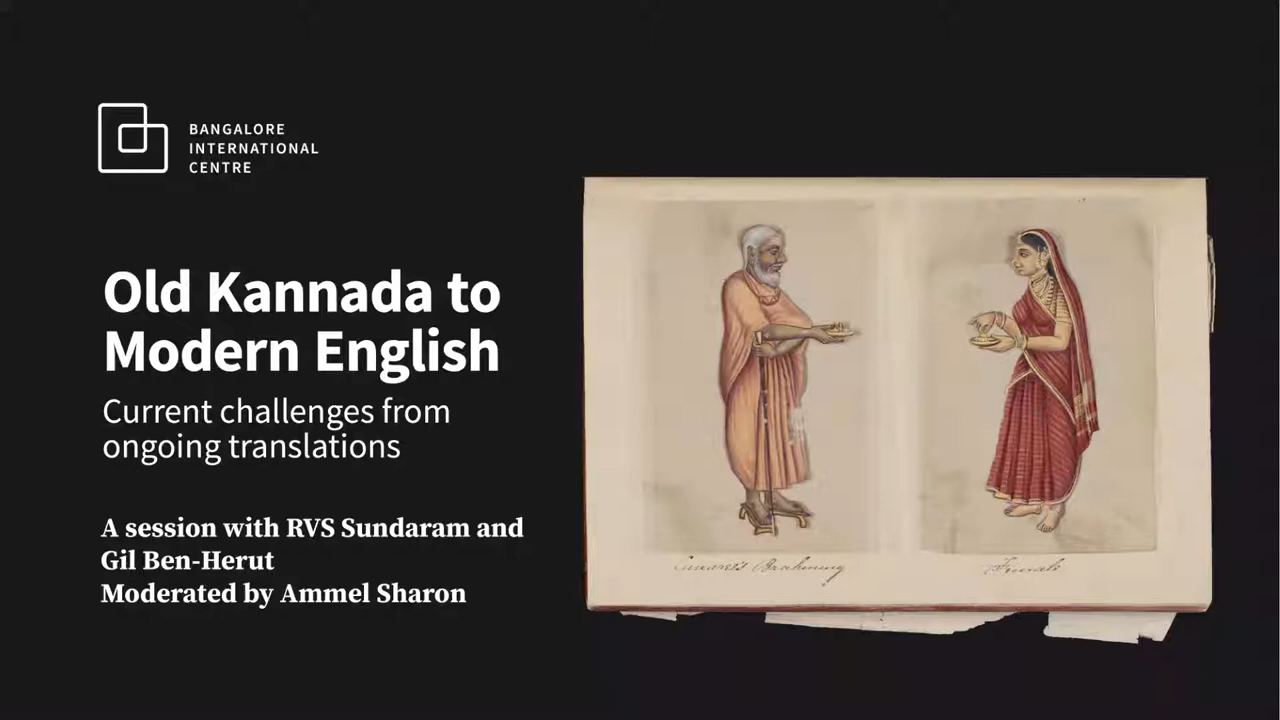 BANGALORE
INTERNATIONAL
CENTRE
Old Kannada to
Modern English
Current challenges from
ongoing translations
A session with RVS Sundaram and
Gil Ben-Herut
Moderated by Ammel Sharon
Female